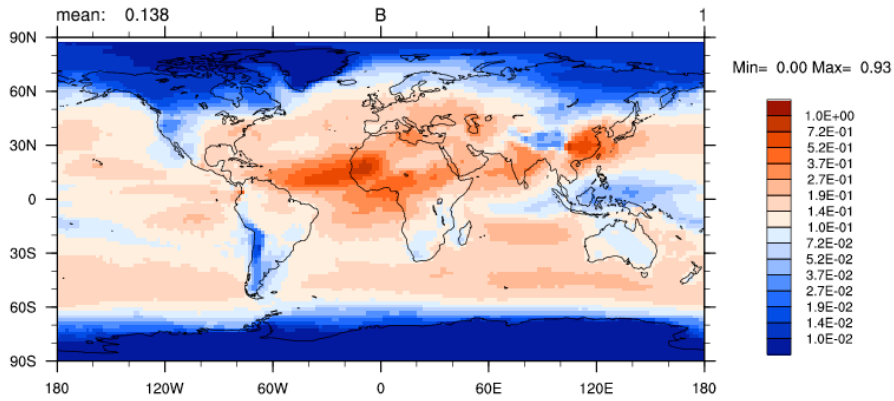 mean: 0.138 B 1
90N
60N
30N
0
30S
60S
90S
180 120W 60W 0 60E 120E 180
Min= 0.00 Max= 0.93
1.0E+00
7.2E-01
5.2E-01
3.7E-01
2.7E-01
1.9E-01
1.4E-01
1.0E-01
7.2E-02
5.2E-02
3.7E-02
2.7E-02
1.9E-02
1.4E-02
1.0E-02